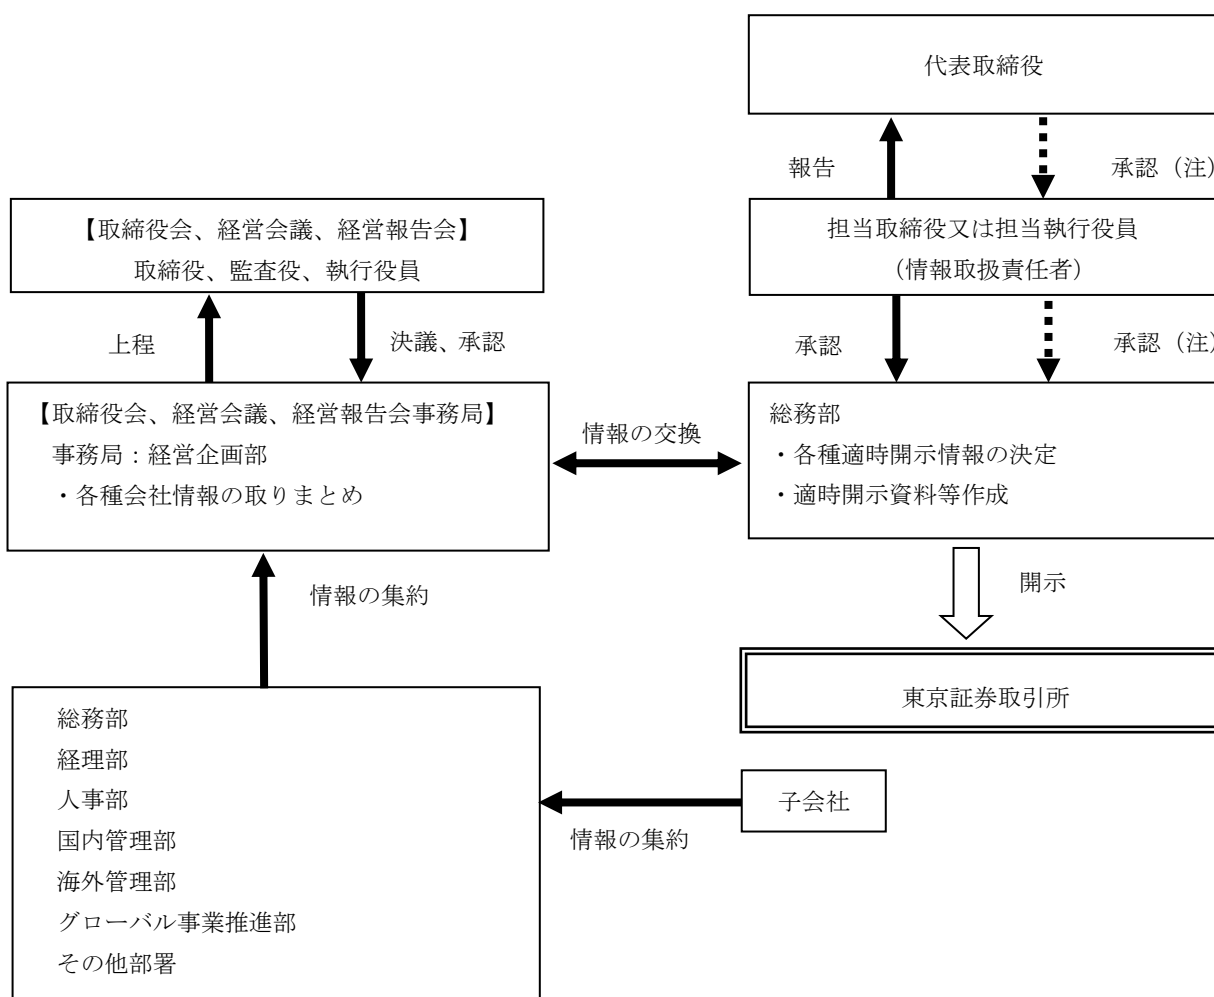 代表取締役
報告
承認（注）
【取締役会、経営会議、経営報告会】
取締役、監査役、執行役員
担当取締役又は担当執行役員
（情報取扱責任者）
上程
決議、承認
承認
承認（注）
【取締役会、経営会議、経営報告会事務局】
事務局：経営企画部
・各種会社情報の取りまとめ
情報の交換
総務部
・各種適時開示情報の決定
・適時開示資料等作成
情報の集約
開示
東京証券取引所
総務部
経理部
人事部
国内管理部
海外管理部
グローバル事業推進部
その他部署
子会社
情報の集約